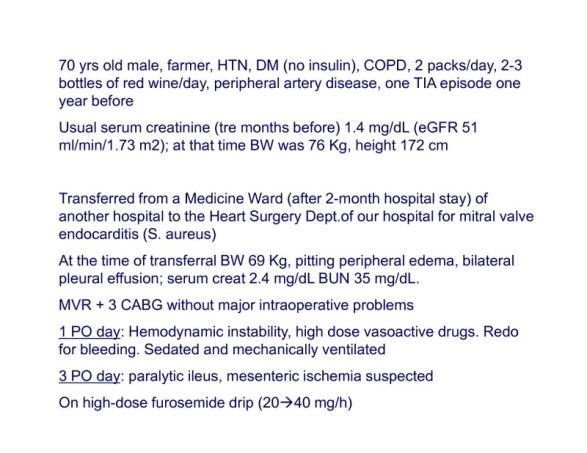 70 yrs old male, farmer, HTN, DM (no insulin), COPD, 2 packs/day, 2-3
bottles of red wine/day, peripheral artery disease, one TIA episode one
year before
Usual serum creatinine (tre months before) 1.4 mg/dL (eGFR 51
ml/min/1.73 m2); at that time BW was 76 Kg, height 172 cm
Transferred from a Medicine Ward (after 2-month hospital stay) of
another hospital to the Heart Surgery Dept.of our hospital for mitral valve
endocarditis (S. aureus)
At the time of transferral BW 69 Kg, pitting peripheral edema, bilateral
pleural effusion; serum creat 2.4 mg/dL BUN 35 mg/dL.
MVR + 3 CABG without major intraoperative problems
1 PO day: Hemodynamic instability, high dose vasoactive drugs. Redo
for bleeding. Sedated and mechanically ventilated
3 PO day: paralytic ileus, mesenteric ischemia suspected
On high-dose furosemide drip (20→40 mg/h)